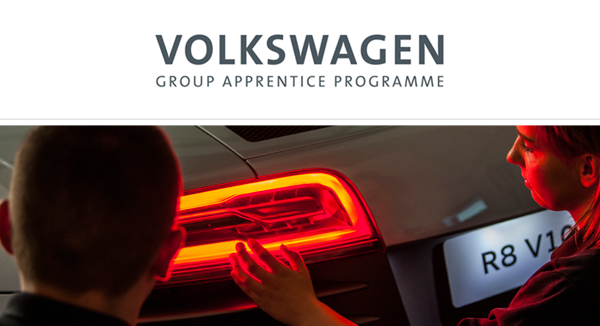 VOLKSWAGEN
GROUP APPRENTICE PROGRAMME
R8 V10